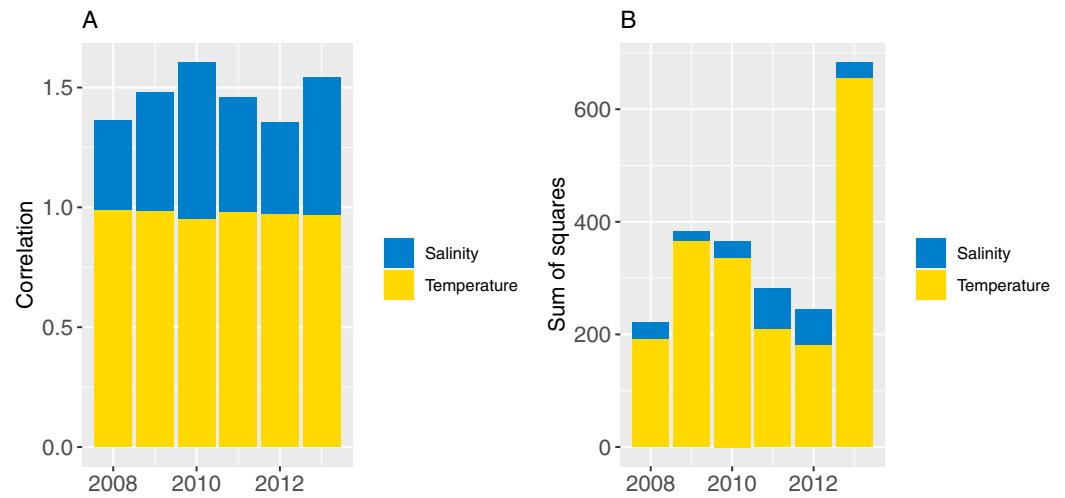 A
Correlation
1.5
1.0
0.5
0.0
2008 2010 2012
Salinity
Temperature
B
Sum of squares
600
400
200
0
2008 2010 2012
Salinity
Temperature